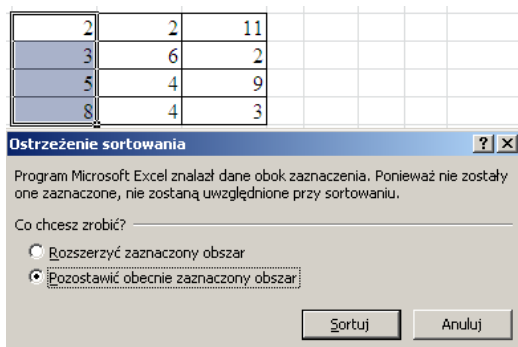 2 2 11
3 6 2
5 4 9
8 4 3
Ostrzeżenie sortowania
Program Microsoft Excel znalazł dane obok zaznaczenia. Ponieważ nie zostały
one zaznaczone, nie zostaną uwzględnione przy sortowaniu.
Co chcesz zrobić?
Rozszerzyć zaznaczony obszar
Pozostawić obecnie zaznaczony obszar
Sortuj Anuluj